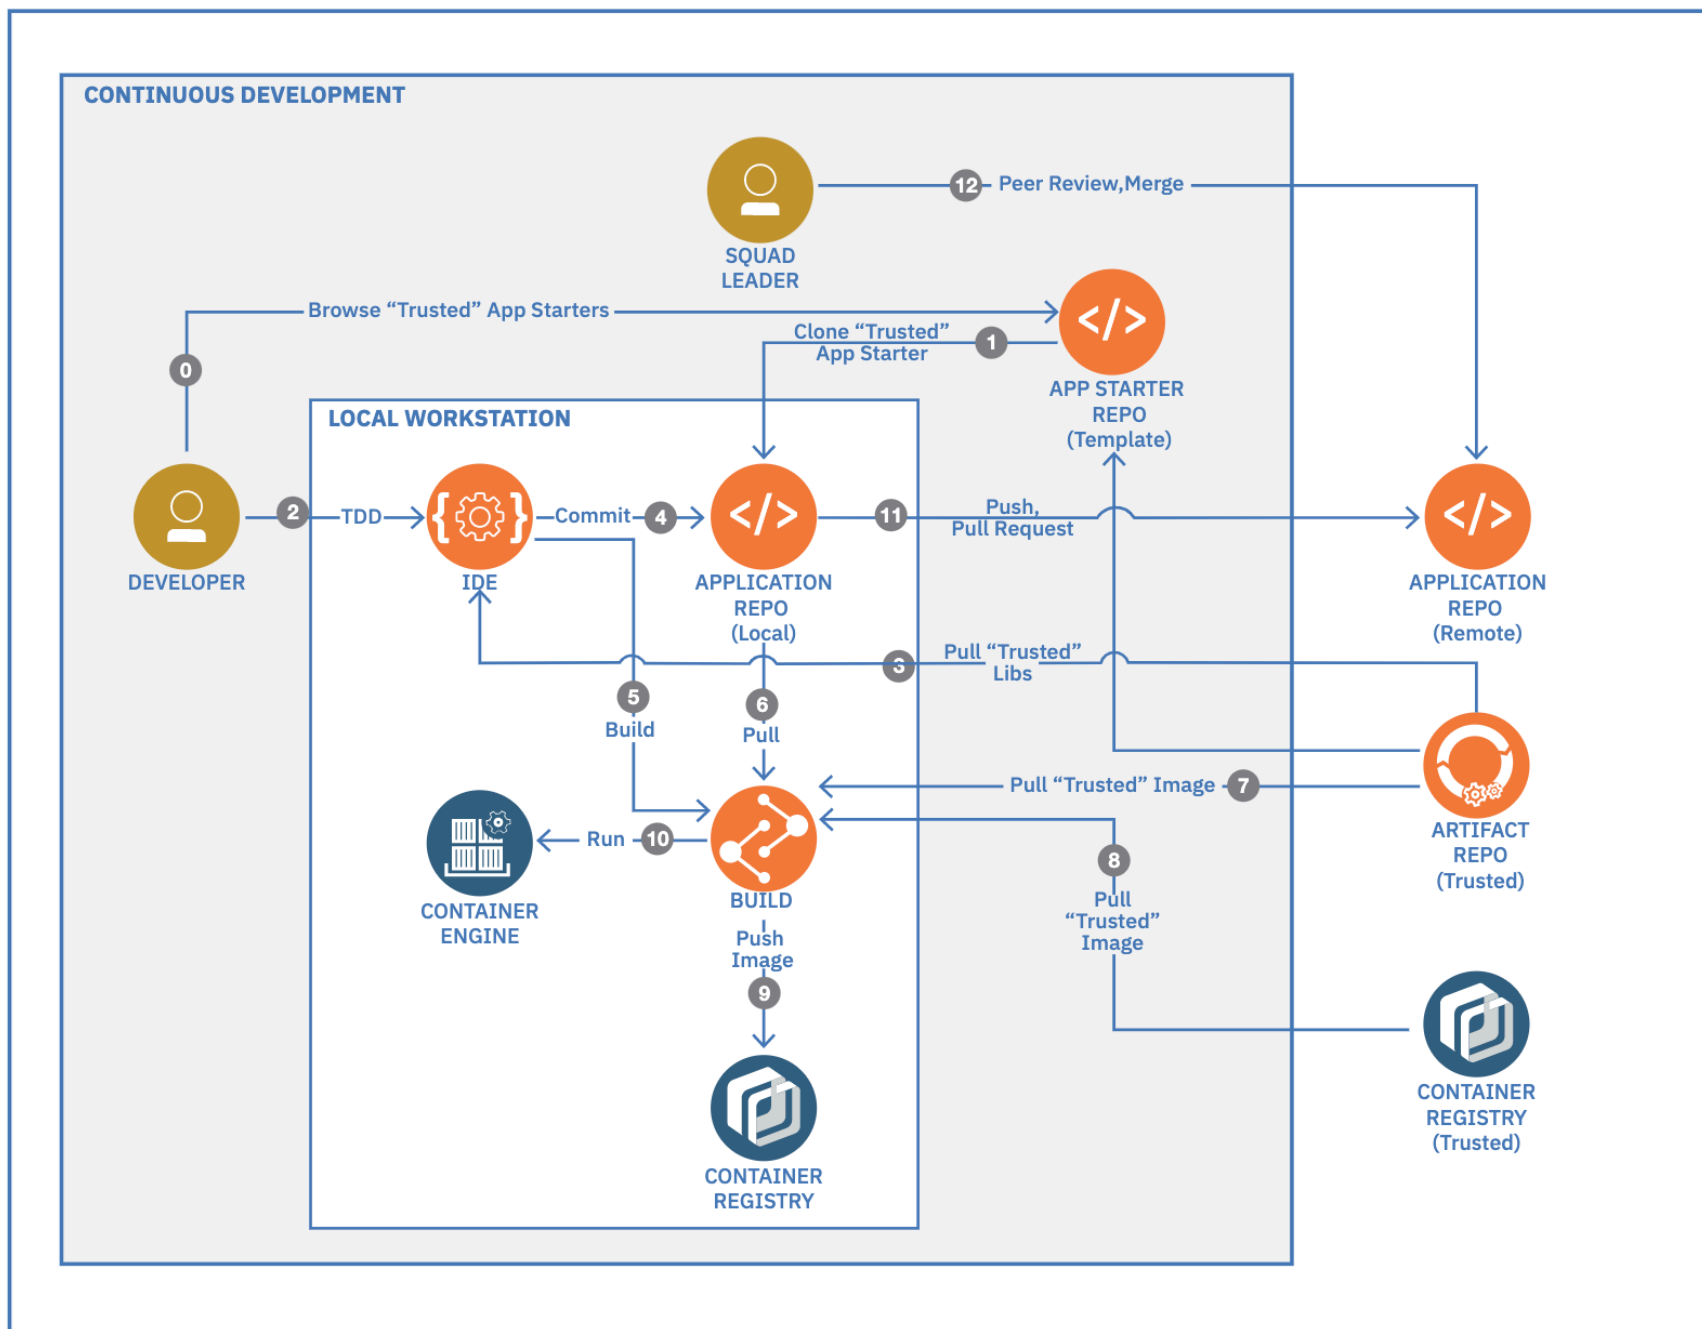 CONTINUOUS DEVELOPMENT
12
Peer Review,Merge
SQUAD
LEADER
Browse “Trusted” App Starters
Clone “Trusted”
App Starter
1
0
APP STARTER
REPO
(Template)
LOCAL WORKSTATION
2
TDD
Commit
4
11
Push,
Pull Request
DEVELOPER
IDE
APPLICATION
REPO
(Local)
APPLICATION
REPO
(Remote)
3
Pull “Trusted”
Libs
5
Build
6
Pull
Pull “Trusted” Image
7
ARTIFACT
REPO
(Trusted)
Run
10
BUILD
8
Pull
“Trusted”
Image
CONTAINER
ENGINE
Push
Image
9
CONTAINER
REGISTRY
(Trusted)
CONTAINER
REGISTRY